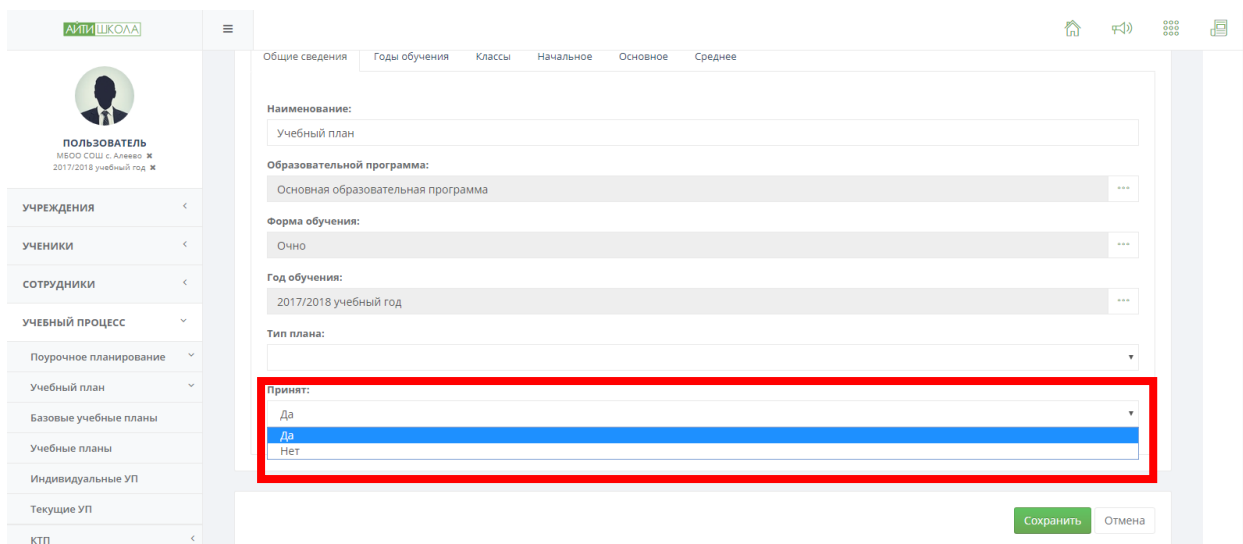 АЙТИ ШКОЛА
ПОЛЬЗОВАТЕЛЬ
МБОО СОШ с. Алеево ✖
2017/2018 учебный год ✖
УЧРЕЖДЕНИЯ
УЧЕНИКИ
СОТРУДНИКИ
УЧЕБНЫЙ ПРОЦЕСС
Поурочное планирование
Учебный план
Базовые учебные планы
Учебные планы
Индивидуальные УП
Текущие УП
КТП
Общие сведения Годы обучения Классы Начальное Основное Среднее
Наименование:
Учебный план
Образовательной программа:
Основная образовательная программа
Форма обучения:
Очно
Год обучения:
2017/2018 учебный год
Тип плана:
Принят:
Да
Да
Нет
Сохранить Отмена